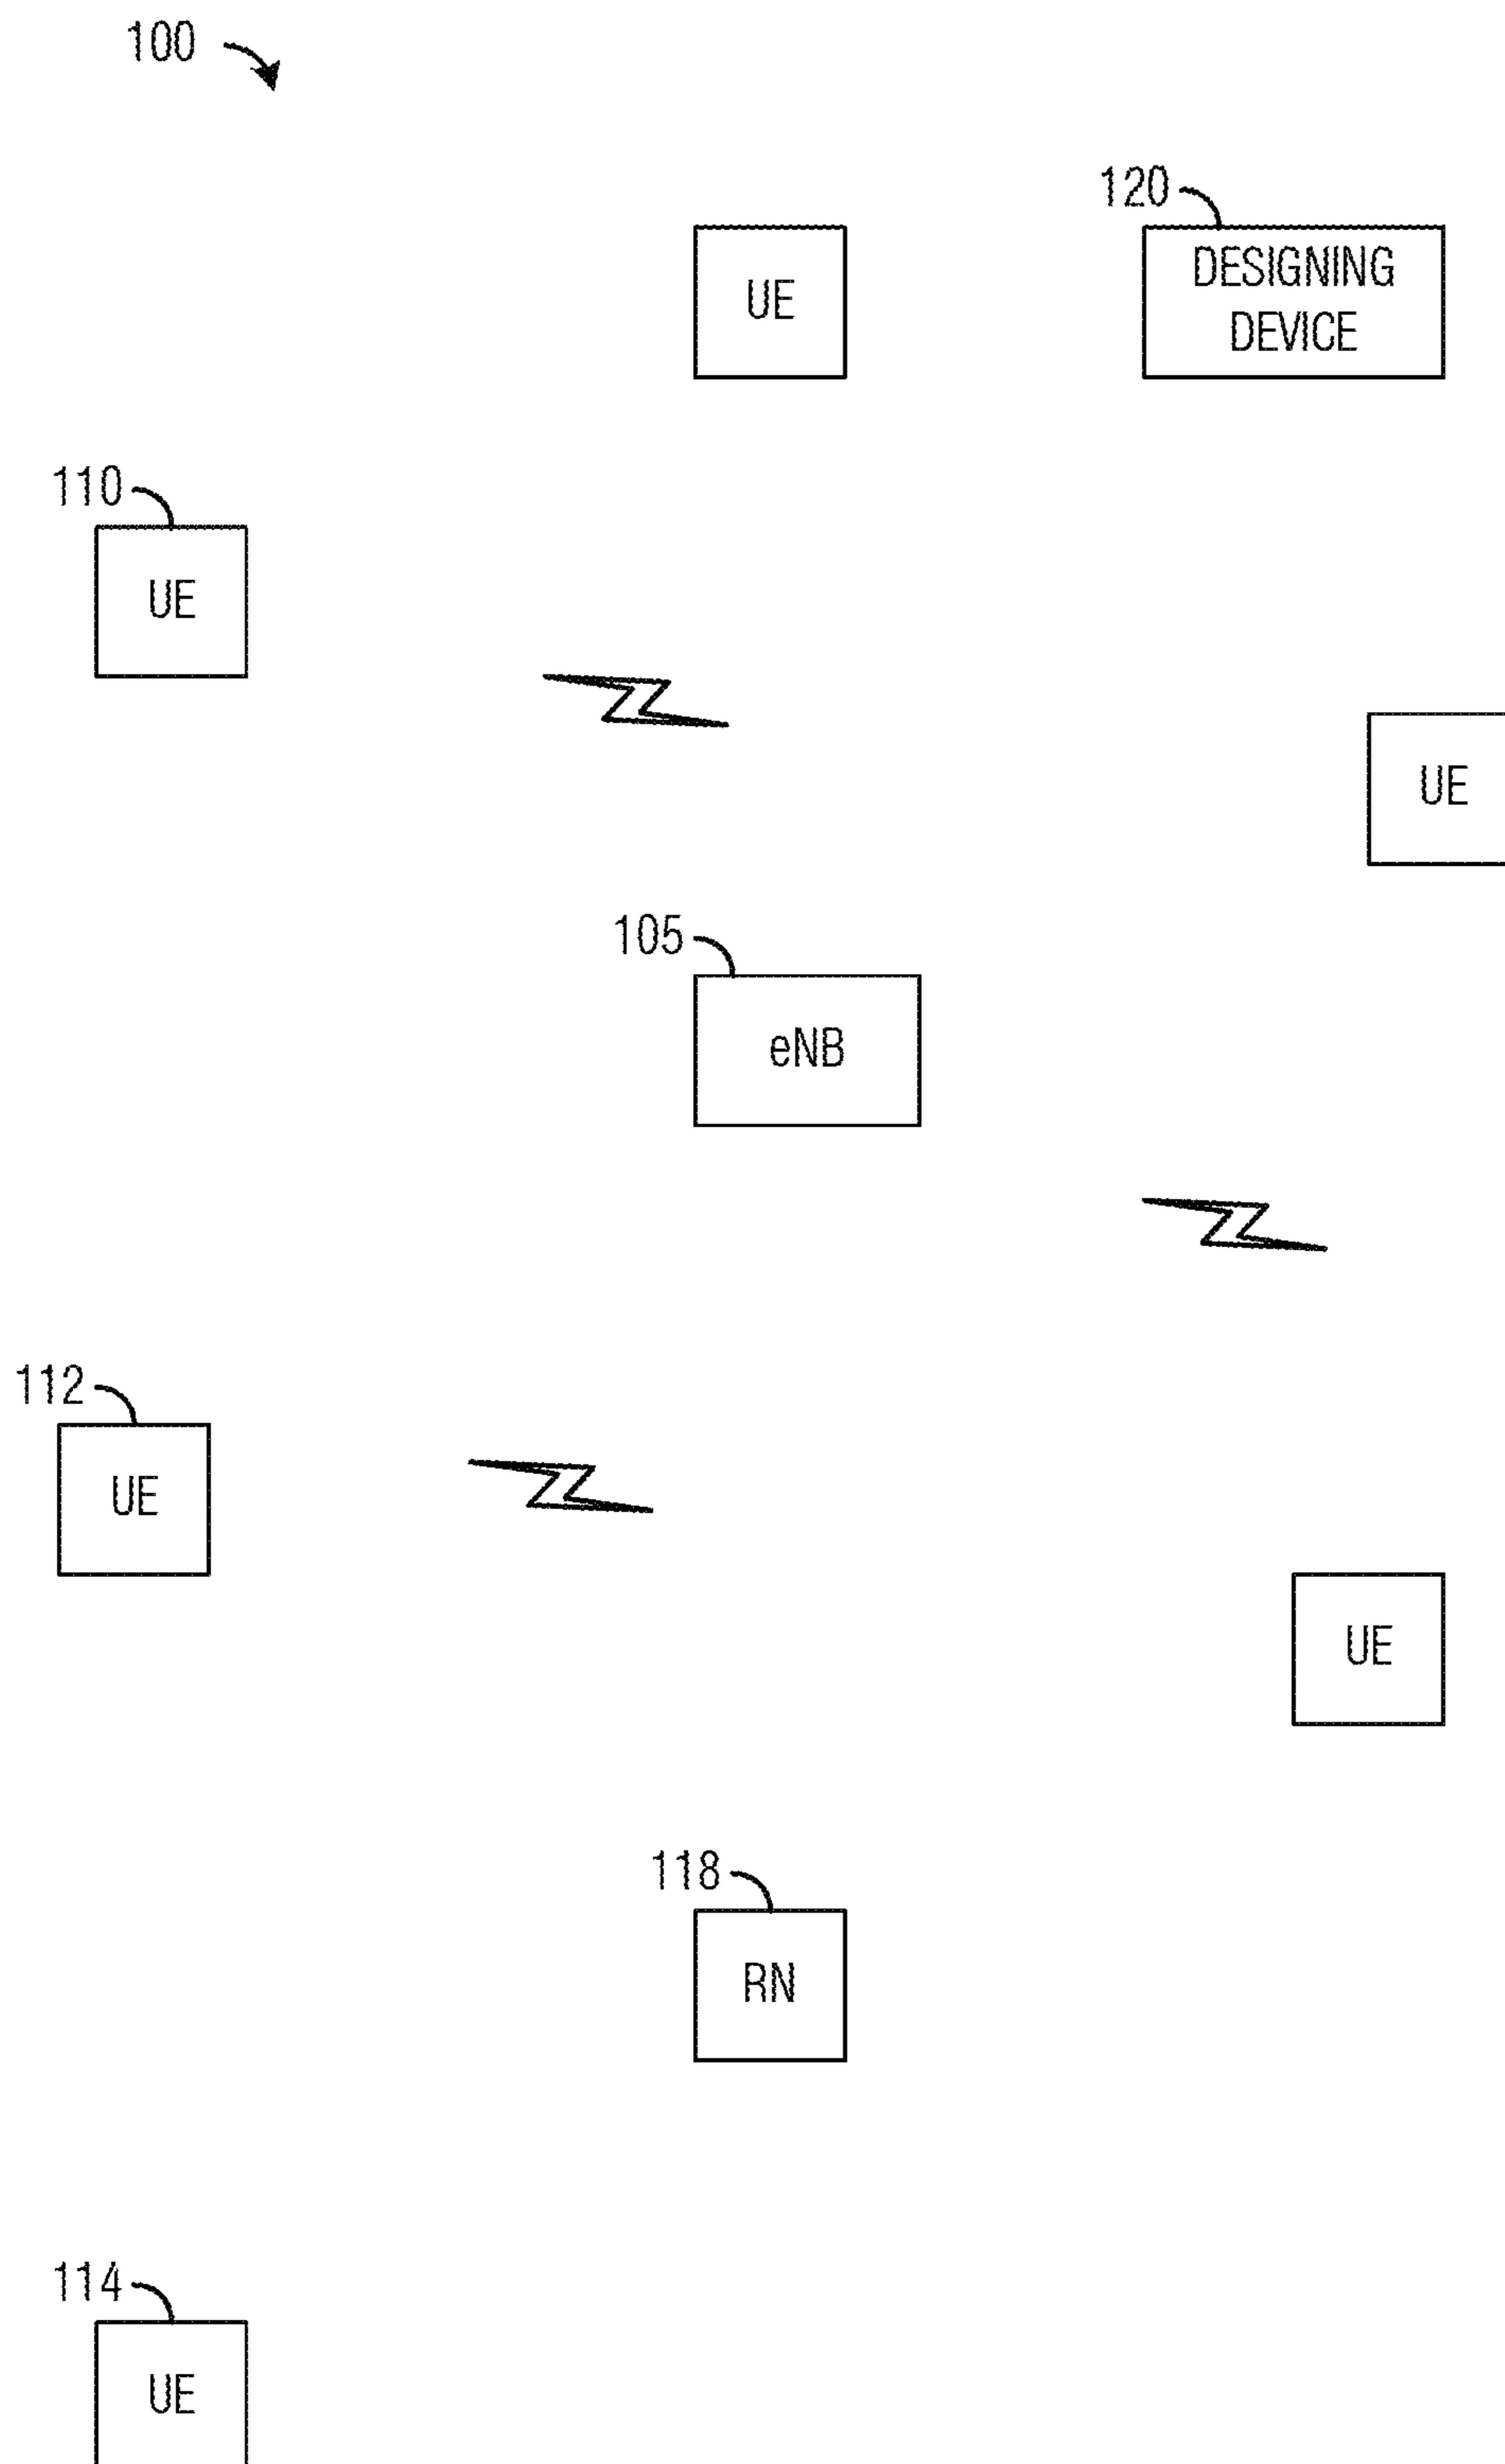 100
120
UE
DESIGNING
DEVICE
110
UE
UE
105
eNB
112
UE
UE
118
RN
114
UE